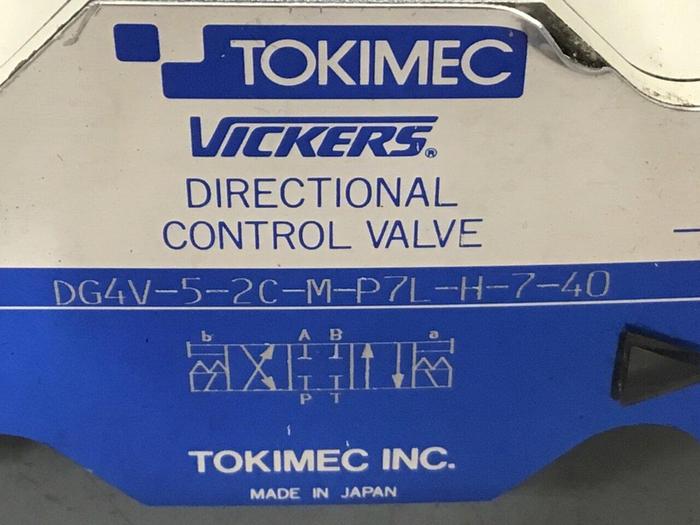 TOKIMEC
VICKERS®
DIRECTIONAL
CONTROL VALVE
DG4V-5-2C-M-P7L-H-7-40
b A B a
P T
TOKIMEC INC.
MADE IN JAPAN